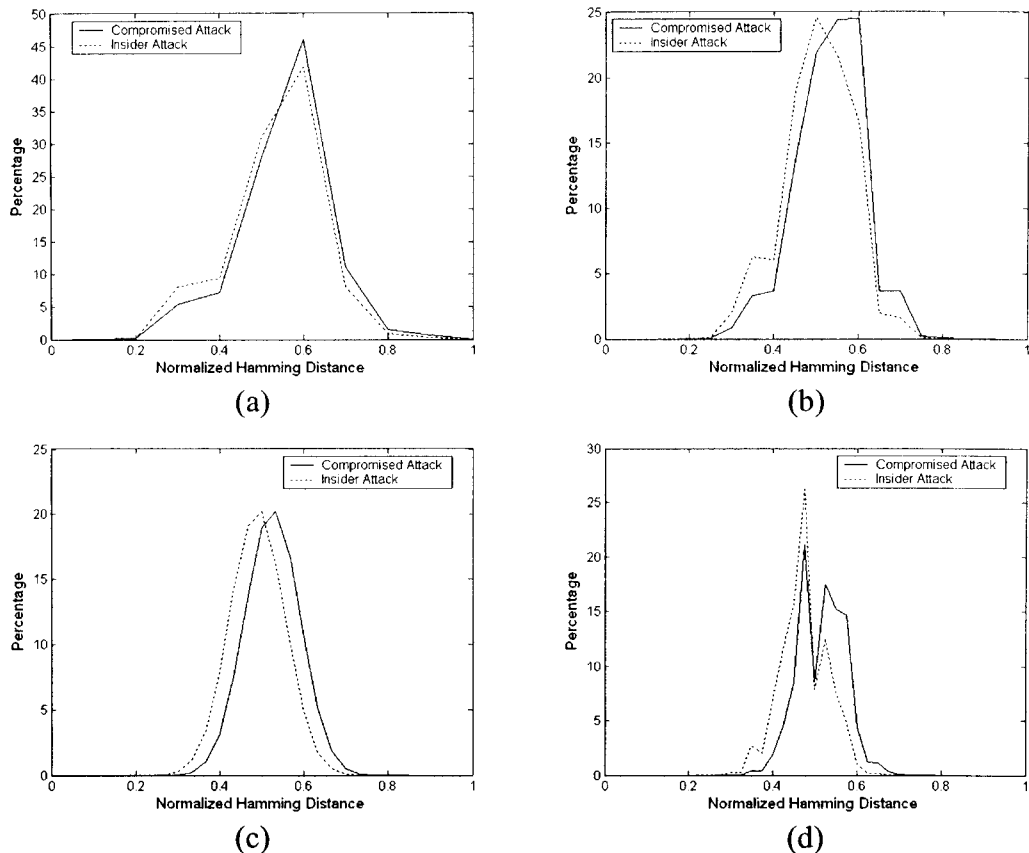 50
45
40
35
30
25
20
15
10
5
0
Percentage
Compromised Attack
Insider Attack
0 0.2 0.4 0.6 0.8 1
Normalized Hamming Distance
(a)
25
20
15
10
5
0
Percentage
Compromised Attack
Insider Attack
0 0.2 0.4 0.6 0.8 1
Normalized Hamming Distance
(b)
25
20
15
10
5
0
Percentage
Compromised Attack
Insider Attack
0 0.2 0.4 0.6 0.8 1
Normalized Hamming Distance
(c)
30
25
20
15
10
5
0
Percentage
Compromised Attack
Insider Attack
0 0.2 0.4 0.6 0.8 1
Normalized Hamming Distance
(d)